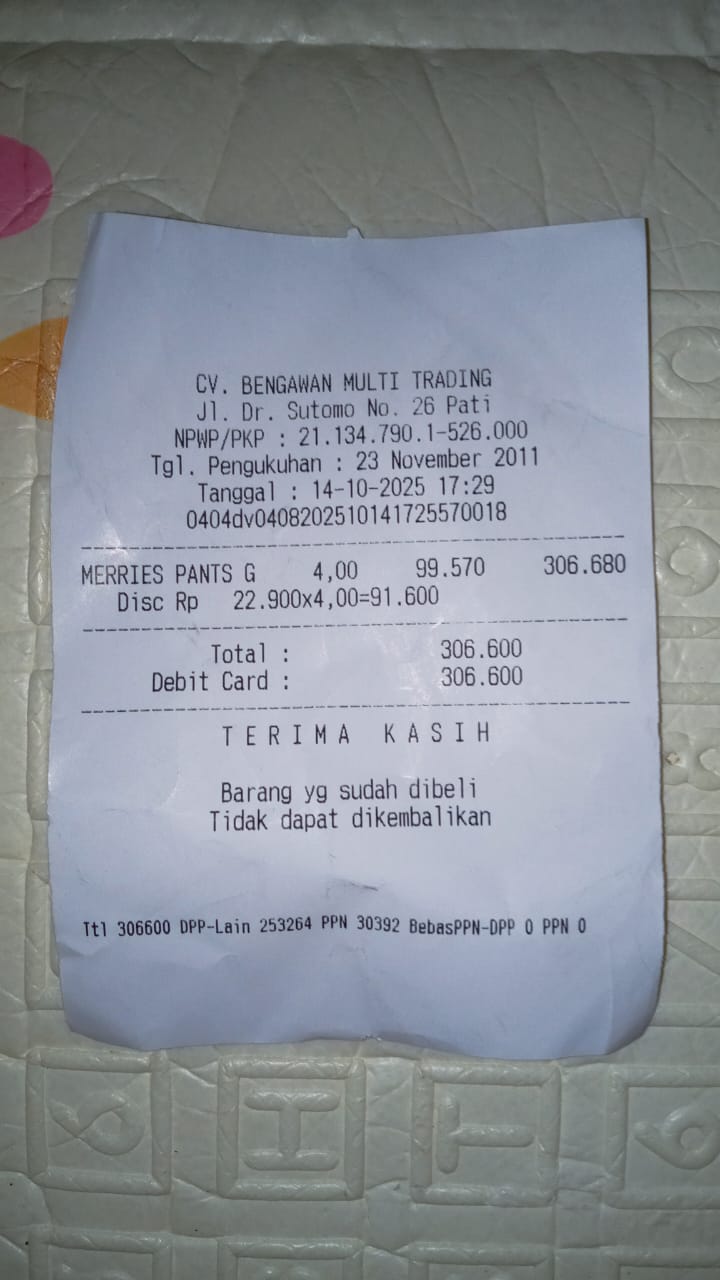 CV. BENGAWAN MULTI TRADING
Jl. Dr. Sutomo No. 26 Pati
NPWP/PKP : 21.134.790.1-526.000
Tgl. Pengukuhan : 23 November 2011
Tanggal : 14-10-2025 17:29
0404dv0408202510141725570018
MERRIES PANTS G 4,00 99.570 306.680
Disc Rp 22.900x4,00=91.600
Total : 306.600
Debit Card : 306.600
TERIMA KASIH
Barang yg sudah dibeli
Tidak dapat dikembalikan
Ttl 306600 DPP-Lain 253264 PPN 30392 BebasPPN-DPP 0 PPN 0
H T